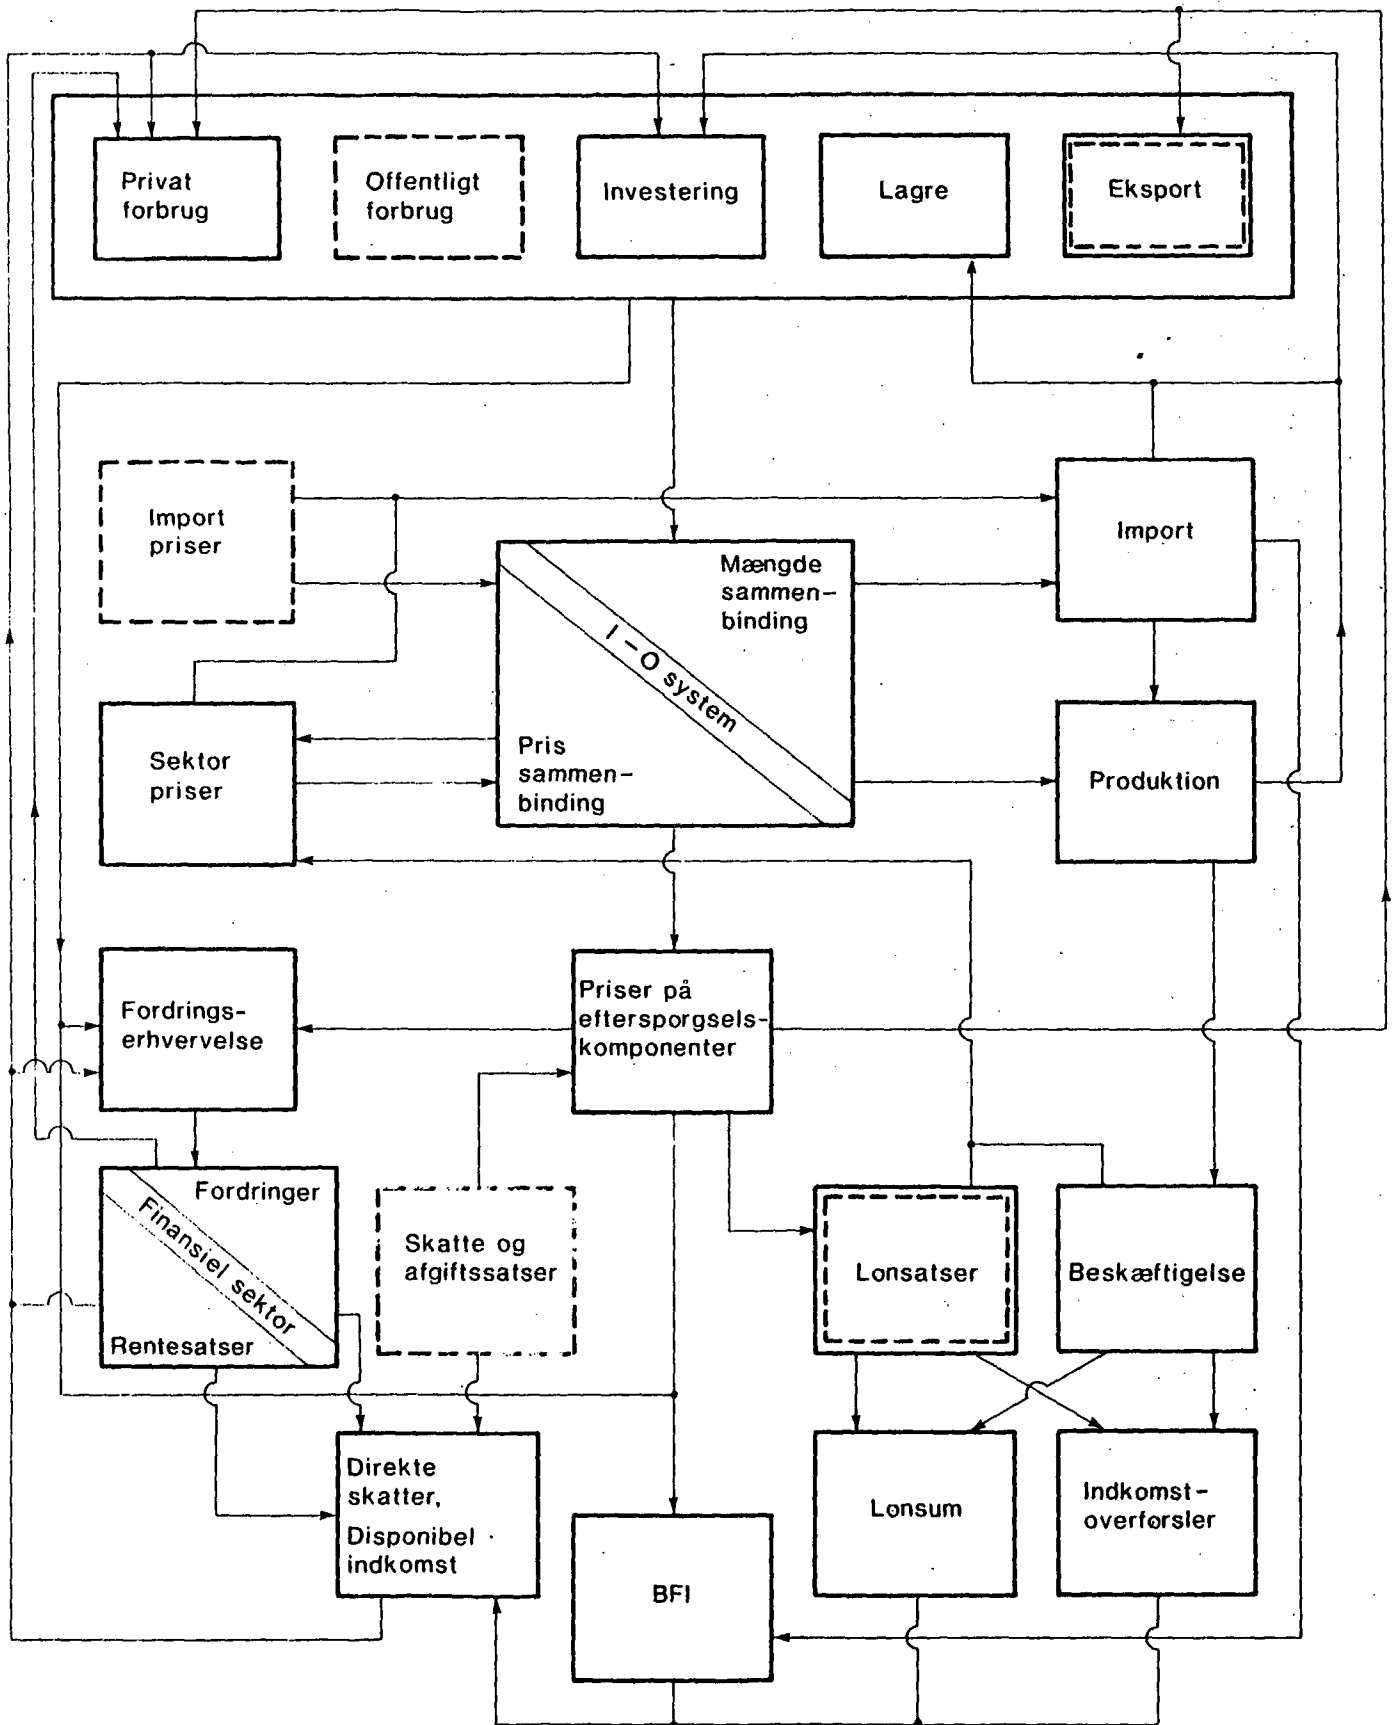 Privat
forbrug
Offentligt
forbrug
Investering
Lagre
Eksport
Import
priser
Import
Mængde
sammen-
binding
I-O system
Pris
sammen-
binding
Sektor
priser
Produktion
Fordrings-
erhvervelse
Priser på
eftersporgsels-
komponenter
Fordringer
Finansiel sektor
Rentesatser
Skatte og
afgiftssatser
Lonsatser
Beskæftigelse
Direkte
skatter,
Disponibel
indkomst
BFI
Lønsum
Indkomst-
overførsler